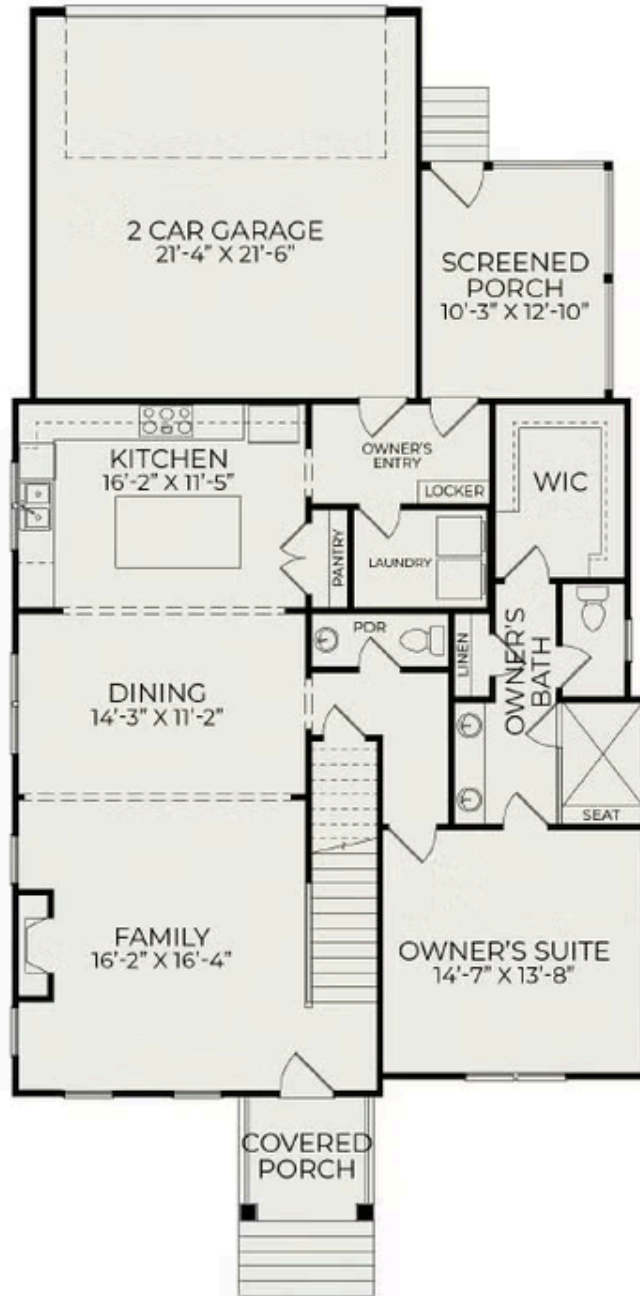 2 CAR GARAGE
21'-4" X 21'-6"
SCREENED
PORCH
10'-3" X 12'-10"
KITCHEN
16'-2" X 11'-5"
OWNER'S
ENTRY
LOCKER
WIC
PANTRY
LAUNDRY
PDR
LINEN
OWNER'S
BATH
DINING
14'-3" X 11'-2"
SEAT
FAMILY
16'-2" X 16'-4"
OWNER'S SUITE
14'-7" X 13'-8"
COVERED
PORCH